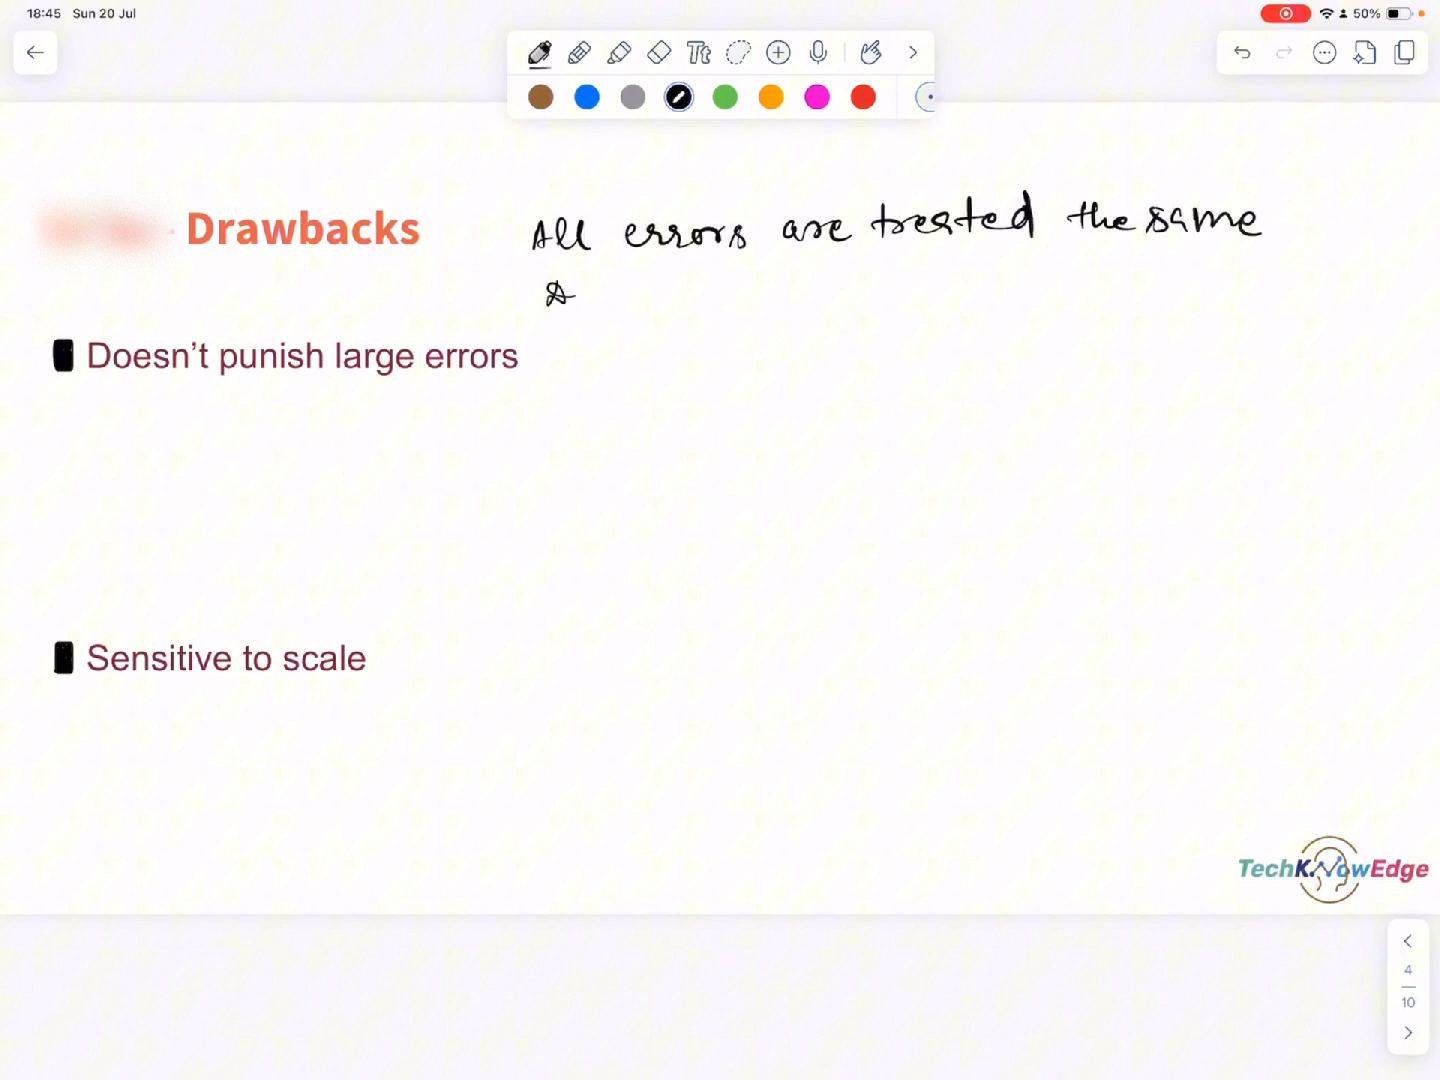 18:45 Sun 20 Jul
50%
Tt
Drawbacks
All errors are treated the same
Doesn't punish large errors
Sensitive to scale
TechKnowEdge
4
10